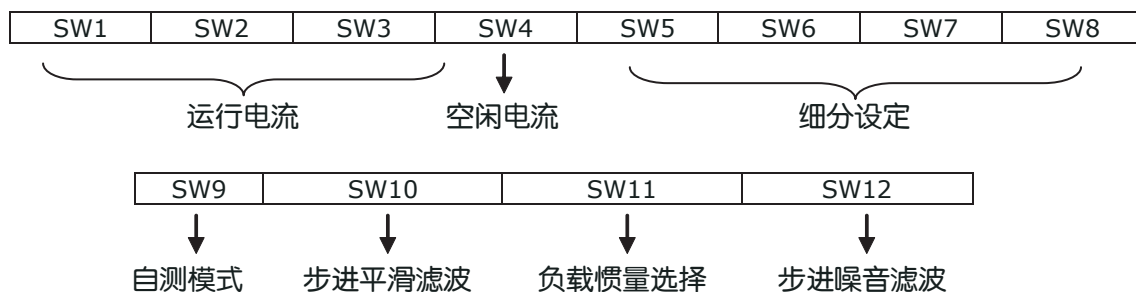 SW1 SW2 SW3 SW4 SW5 SW6 SW7 SW8
运行电流 空闲电流 细分设定
SW9 SW10 SW11 SW12
自测模式 步进平滑滤波 负载惯量选择 步进噪音滤波